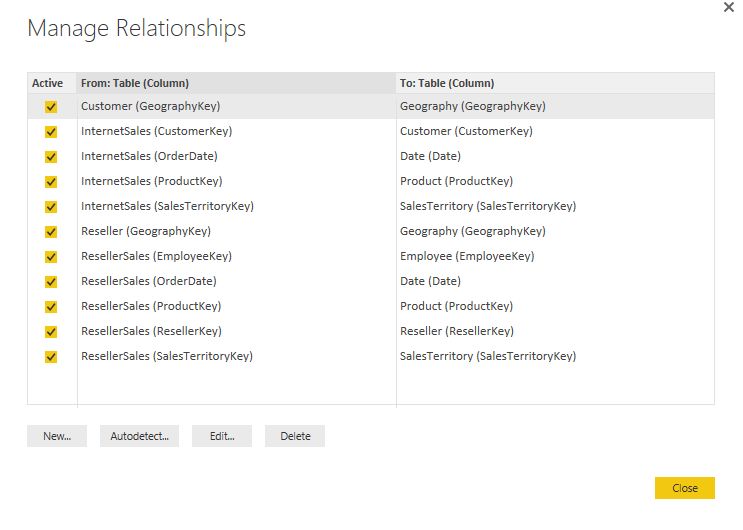 Manage Relationships
Active From: Table (Column) To: Table (Column)
Customer (GeographyKey) Geography (GeographyKey)
InternetSales (CustomerKey) Customer (CustomerKey)
InternetSales (OrderDate) Date (Date)
InternetSales (ProductKey) Product (ProductKey)
InternetSales (SalesTerritoryKey) SalesTerritory (SalesTerritoryKey)
Reseller (GeographyKey) Geography (GeographyKey)
ResellerSales (EmployeeKey) Employee (EmployeeKey)
ResellerSales (OrderDate) Date (Date)
ResellerSales (ProductKey) Product (ProductKey)
ResellerSales (ResellerKey) Reseller (ResellerKey)
ResellerSales (SalesTerritoryKey) SalesTerritory (SalesTerritoryKey)
New... Autodetect... Edit... Delete
Close